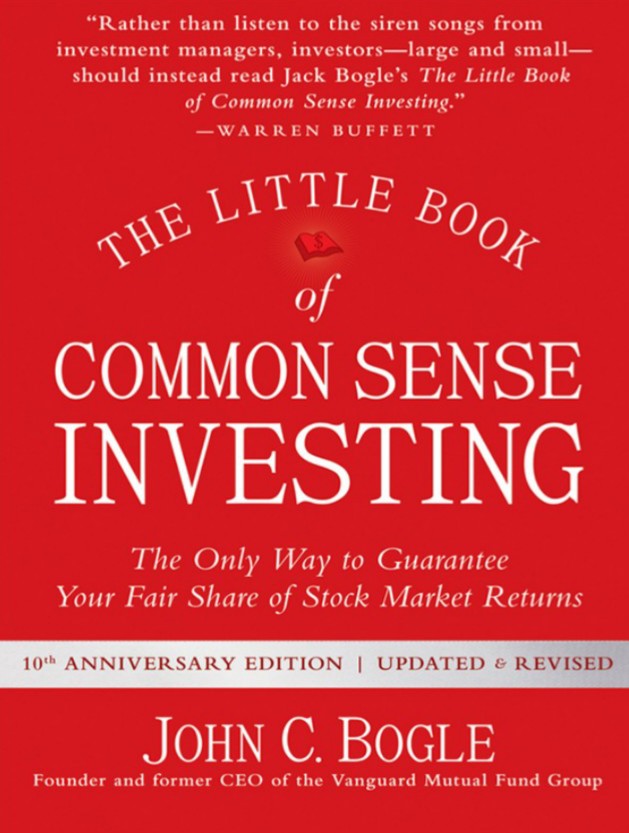 “Rather than listen to the siren songs from
investment managers, investors—large and small—
should instead read Jack Bogle’s The Little Book
of Common Sense Investing.”
—WARREN BUFFETT
THE LITTLE BOOK
$
of
COMMON SENSE
INVESTING
The Only Way to Guarantee
Your Fair Share of Stock Market Returns
10th ANNIVERSARY EDITION | UPDATED & REVISED
JOHN C. BOGLE
Founder and former CEO of the Vanguard Mutual Fund Group